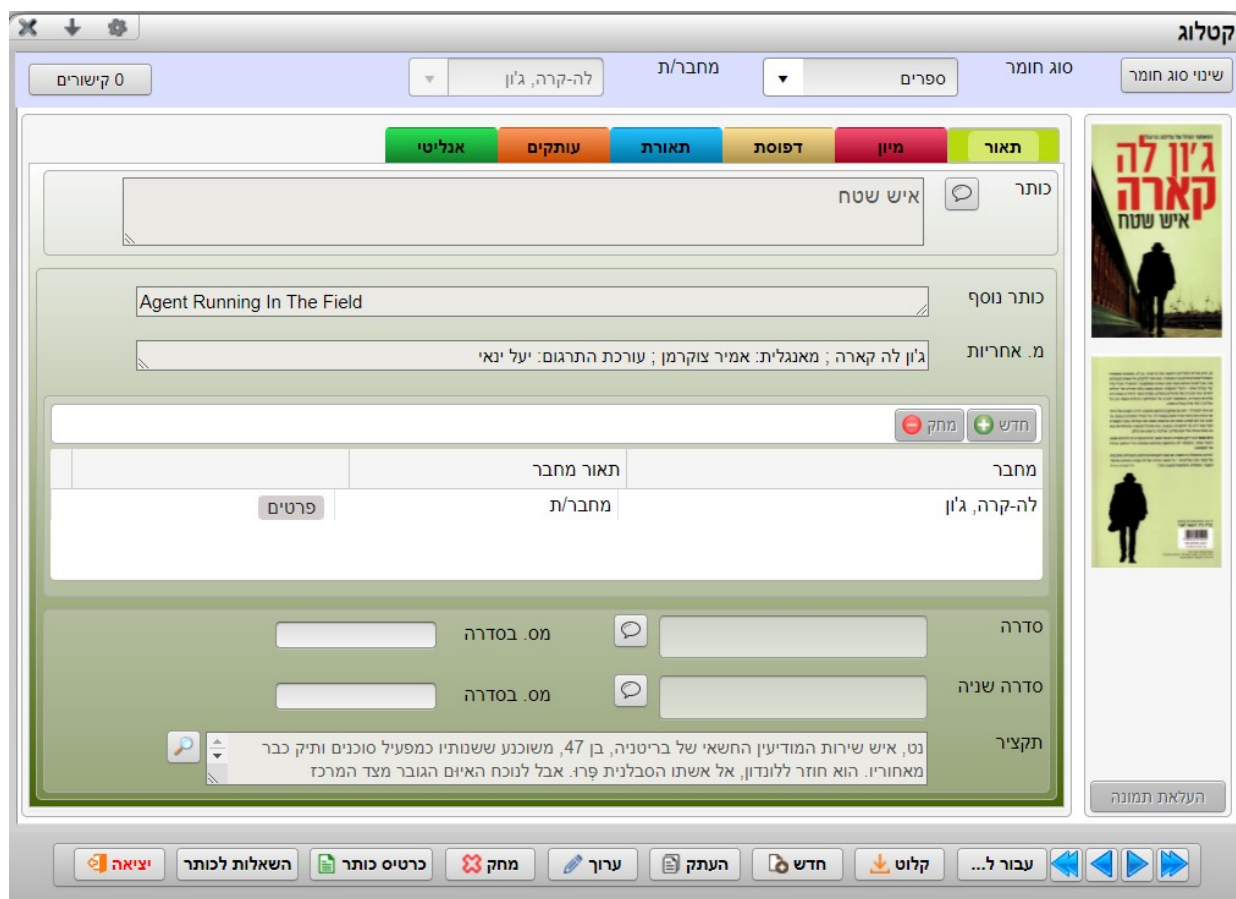 קטלוג
שינוי סוג חומר
סוג חומר
ספרים
מחבר/ת
לה-קרה, ג'ון
0 קישורים
ג'ון לה
קארה
איש שטח
תאור
מיון
דפוסת
תאורת
עותקים
אנליטי
כותר
איש שטח
כותר נוסף
Agent Running In The Field
מ. אחריות
ג'ון לה קארה ; מאנגלית: אמיר צוקרמן ; עורכת התרגום: יעל ינאי
חדש
מחק
מחבר
תאור מחבר
לה-קרה, ג'ון
מחבר/ת
פרטים
סדרה
מס. בסדרה
סדרה שניה
מס. בסדרה
תקציר
נט, איש שירות המודיעין החשאי של בריטניה, בן 47, משוכנע ששנותיו כמפעיל סוכנים ותיק כבר
מאחוריו. הוא חוזר ללונדון, אל אשתו הסבלנית פְּרוּ. אבל לנוכח האיוּם הגובר מצד המרכז
העלאת תמונה
עבור ל...
קלוט
חדש
העתק
ערוך
מחק
כרטיס כותר
השאלות לכותר
יציאה